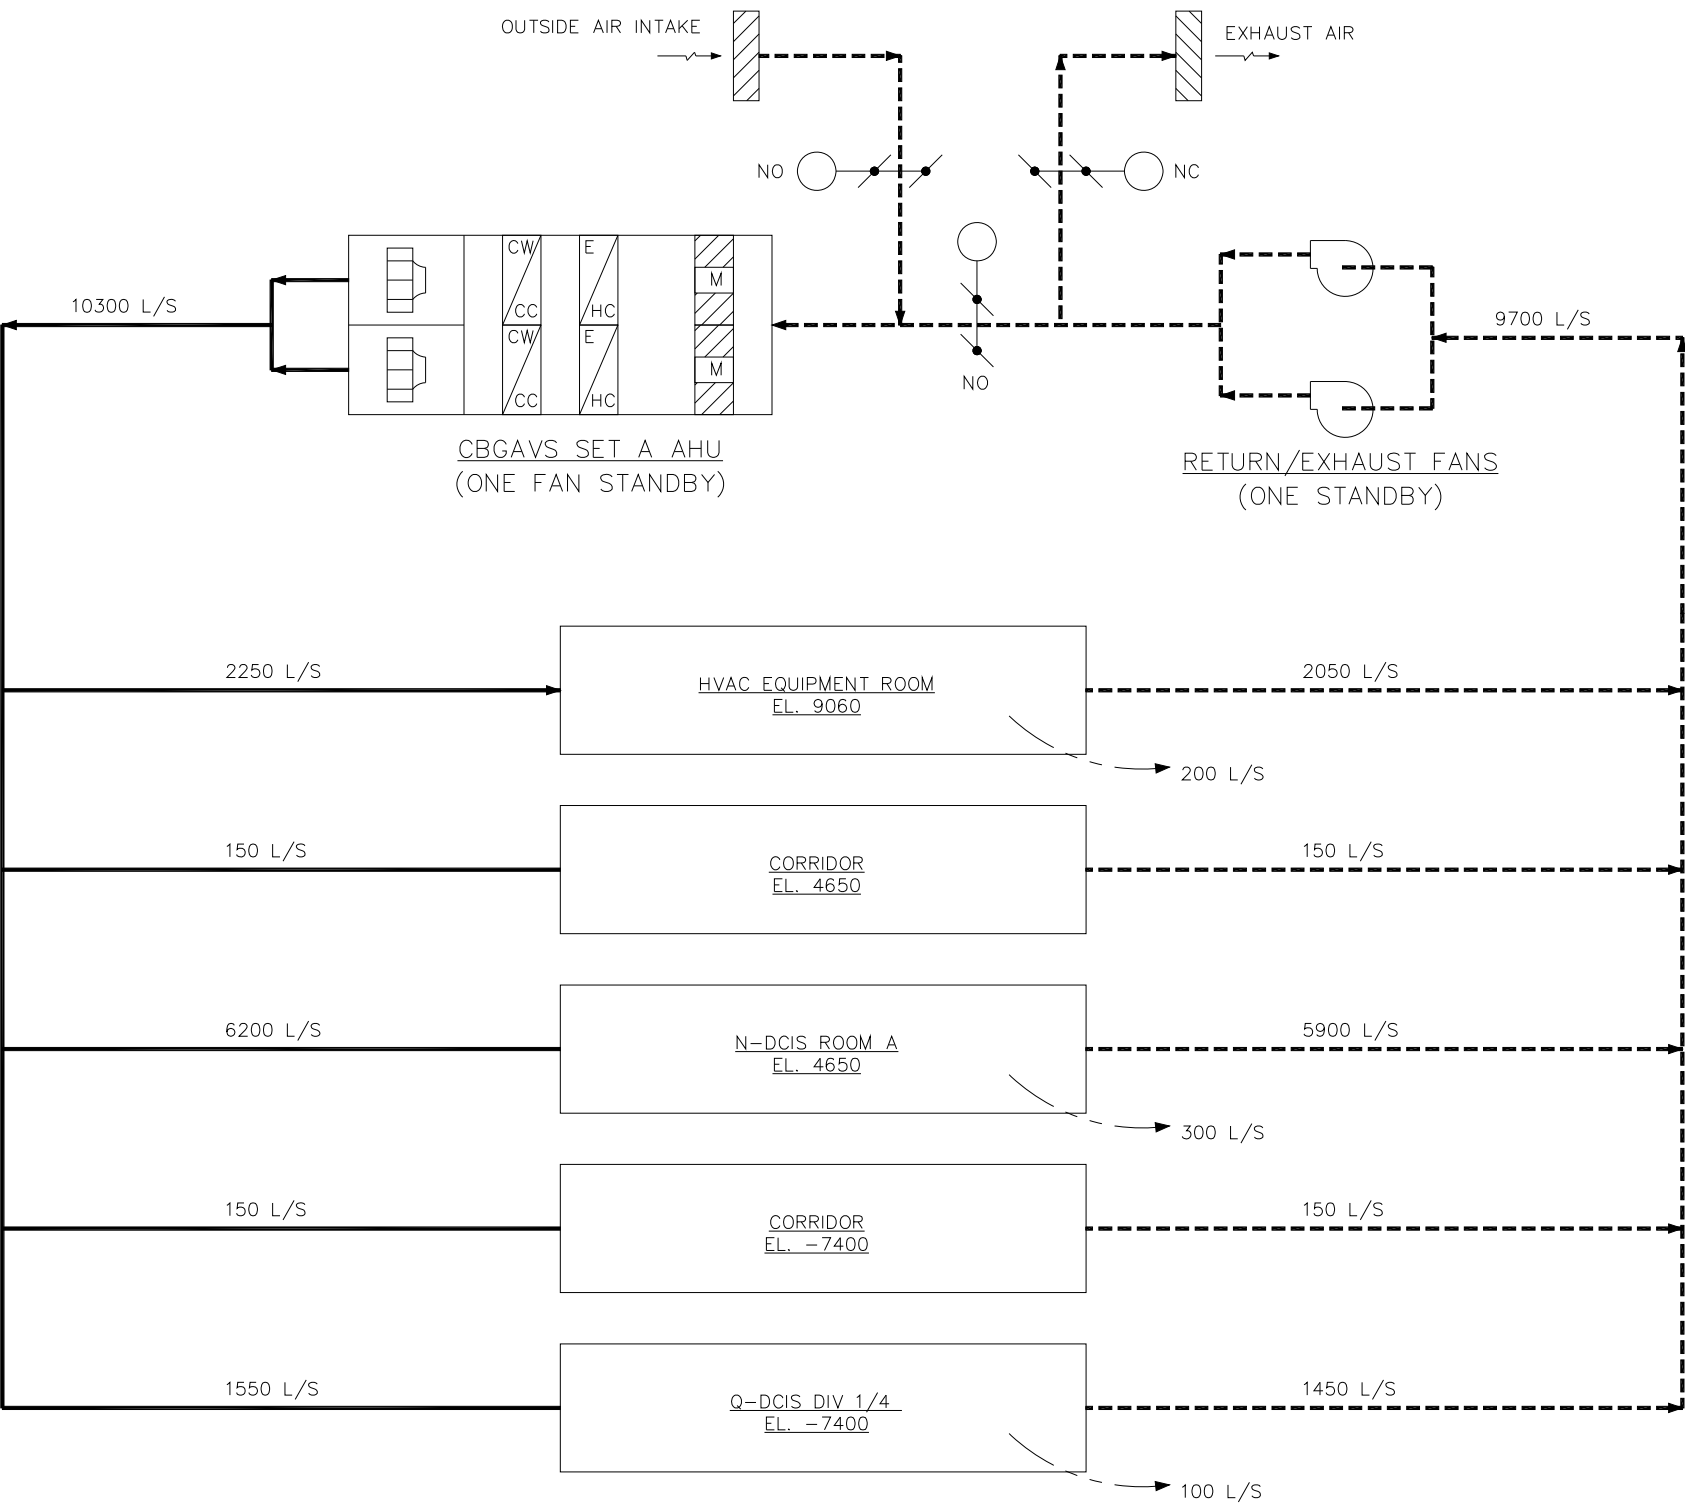 OUTSIDE AIR INTAKE
EXHAUST AIR
NO
NC
CW
CC
E
HC
M
10300 L/S
CW
CC
E
HC
M
NO
9700 L/S
CBGAVS SET A AHU
(ONE FAN STANDBY)
RETURN/EXHAUST FANS
(ONE STANDBY)
2250 L/S
HVAC EQUIPMENT ROOM
EL. 9060
2050 L/S
200 L/S
150 L/S
CORRIDOR
EL. 4650
150 L/S
6200 L/S
N-DCIS ROOM A
EL. 4650
5900 L/S
300 L/S
150 L/S
CORRIDOR
EL. -7400
150 L/S
1550 L/S
Q-DCIS DIV 1/4
EL. -7400
1450 L/S
100 L/S